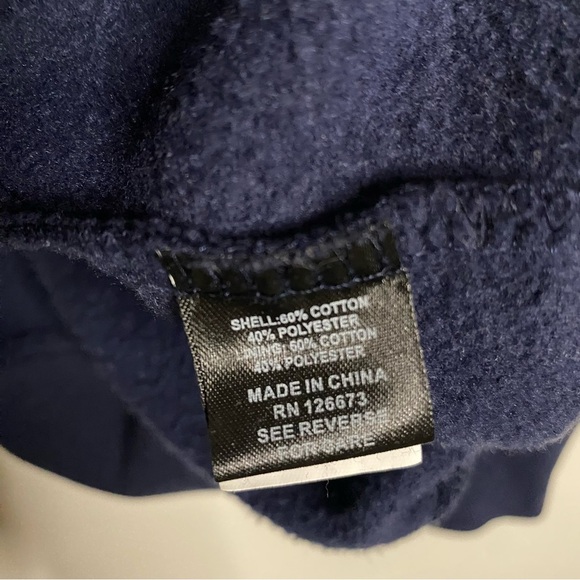 SHELL:60% COTTON
40% POLYESTER
LINING: 60% COTTON
40% POLYESTER
MADE IN CHINA
RN 126673
SEE REVERSE
FOR CARE